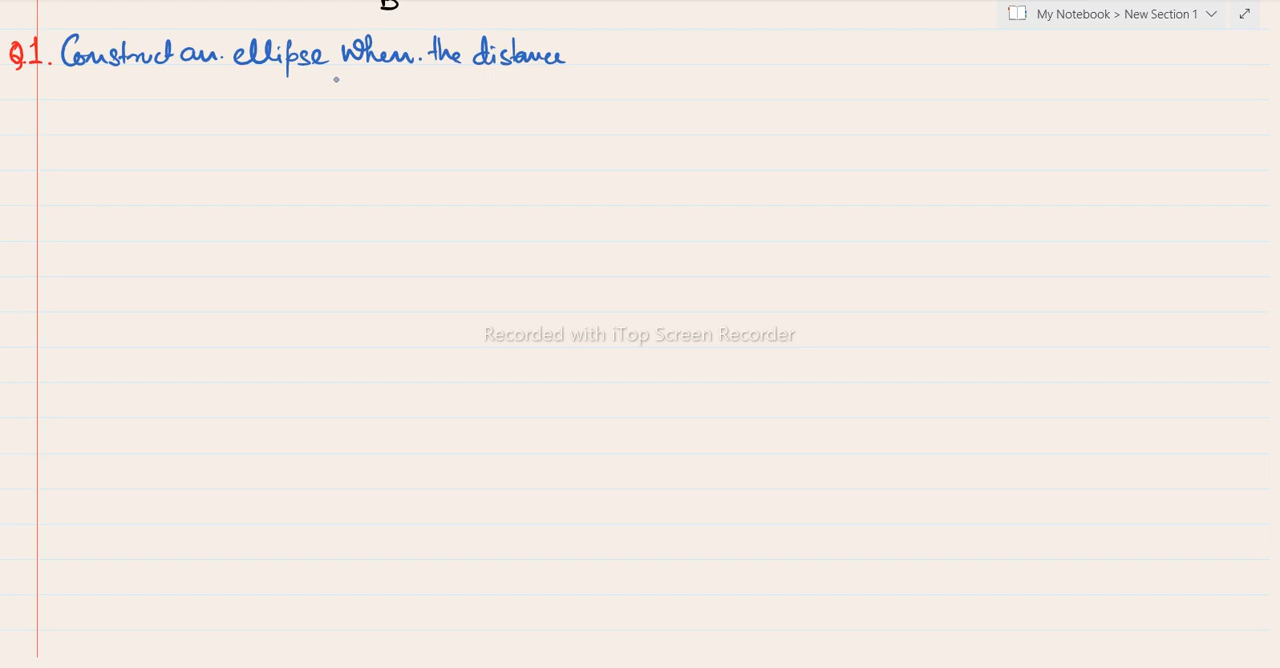 B
My Notebook > New Section 1
Q1. Construct an. ellipse when. the distance
Recorded with iTop Screen Recorder